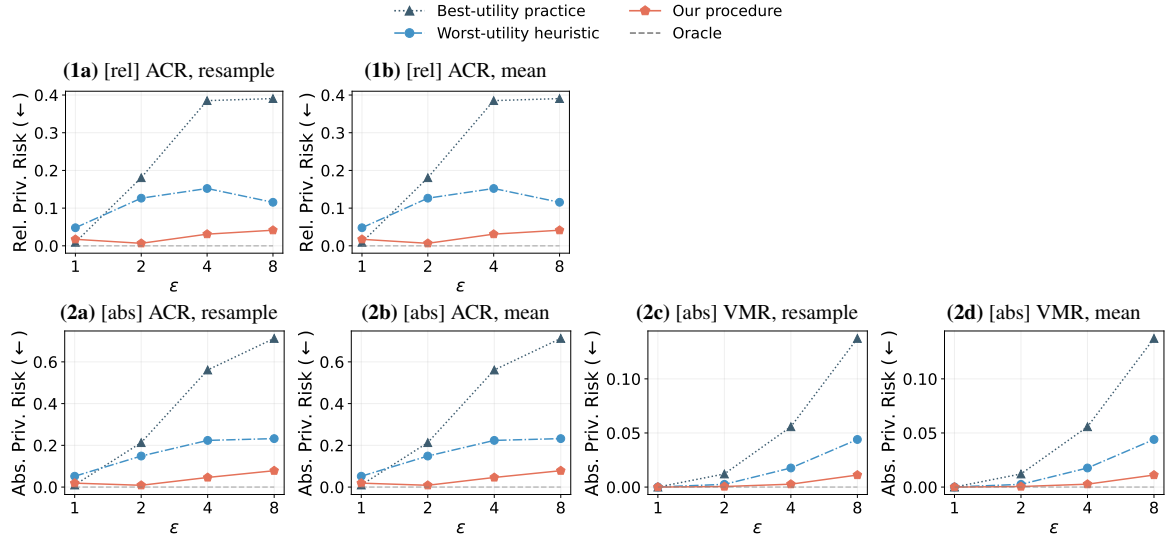 Best-utility practice
Worst-utility heuristic
Our procedure
Oracle
(1a) [rel] ACR, resample
Rel. Priv. Risk (←)
0.4
0.3
0.2
0.1
0.0
1 2 4 8
ε
(1b) [rel] ACR, mean
Rel. Priv. Risk (←)
0.4
0.3
0.2
0.1
0.0
1 2 4 8
ε
(2a) [abs] ACR, resample
Abs. Priv. Risk (←)
0.6
0.4
0.2
0.0
1 2 4 8
ε
(2b) [abs] ACR, mean
Abs. Priv. Risk (←)
0.6
0.4
0.2
0.0
1 2 4 8
ε
(2c) [abs] VMR, resample
Abs. Priv. Risk (←)
0.10
0.05
0.00
1 2 4 8
ε
(2d) [abs] VMR, mean
Abs. Priv. Risk (←)
0.10
0.05
0.00
1 2 4 8
ε